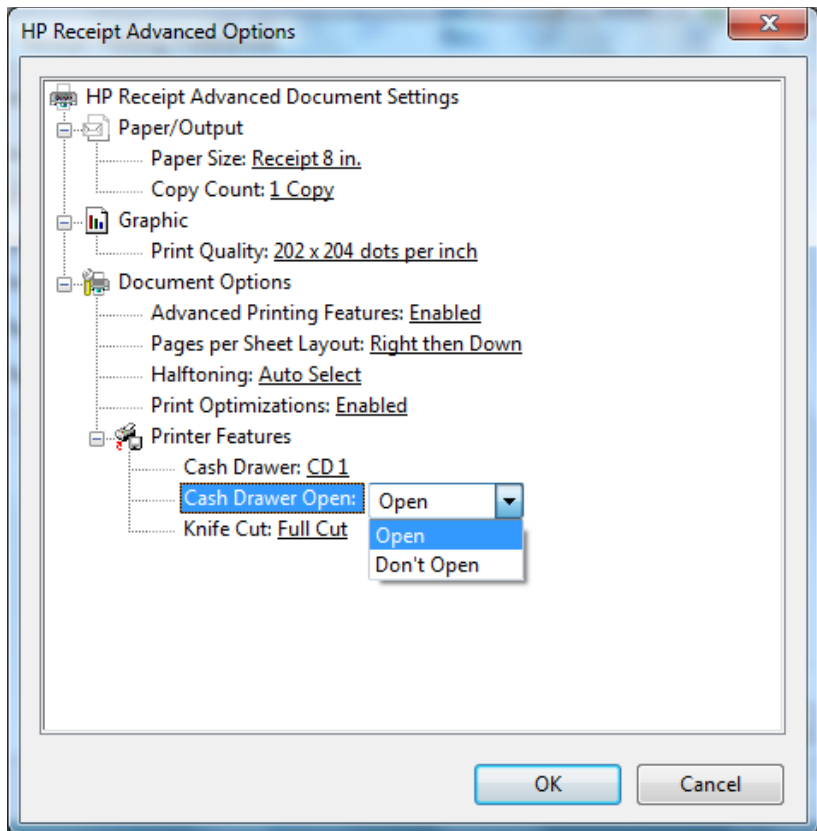 HP Receipt Advanced Options
HP Receipt Advanced Document Settings
Paper/Output
Paper Size: Receipt 8 in.
Copy Count: 1 Copy
Graphic
Print Quality: 202 x 204 dots per inch
Document Options
Advanced Printing Features: Enabled
Pages per Sheet Layout: Right then Down
Halftoning: Auto Select
Print Optimizations: Enabled
Printer Features
Cash Drawer: CD 1
Cash Drawer Open: Open
Open
Knife Cut: Full Cut
Don't Open
OK Cancel